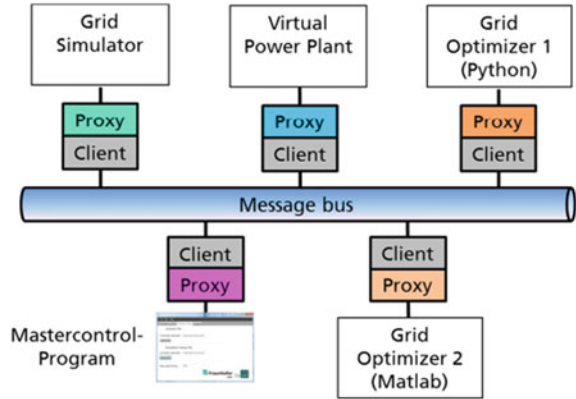 Grid
Simulator
Virtual
Power Plant
Grid
Optimizer 1
(Python)
Proxy
Client
Proxy
Client
Proxy
Client
Message bus
Client
Proxy
Client
Proxy
Mastercontrol-
Program
Grid
Optimizer 2
(Matlab)